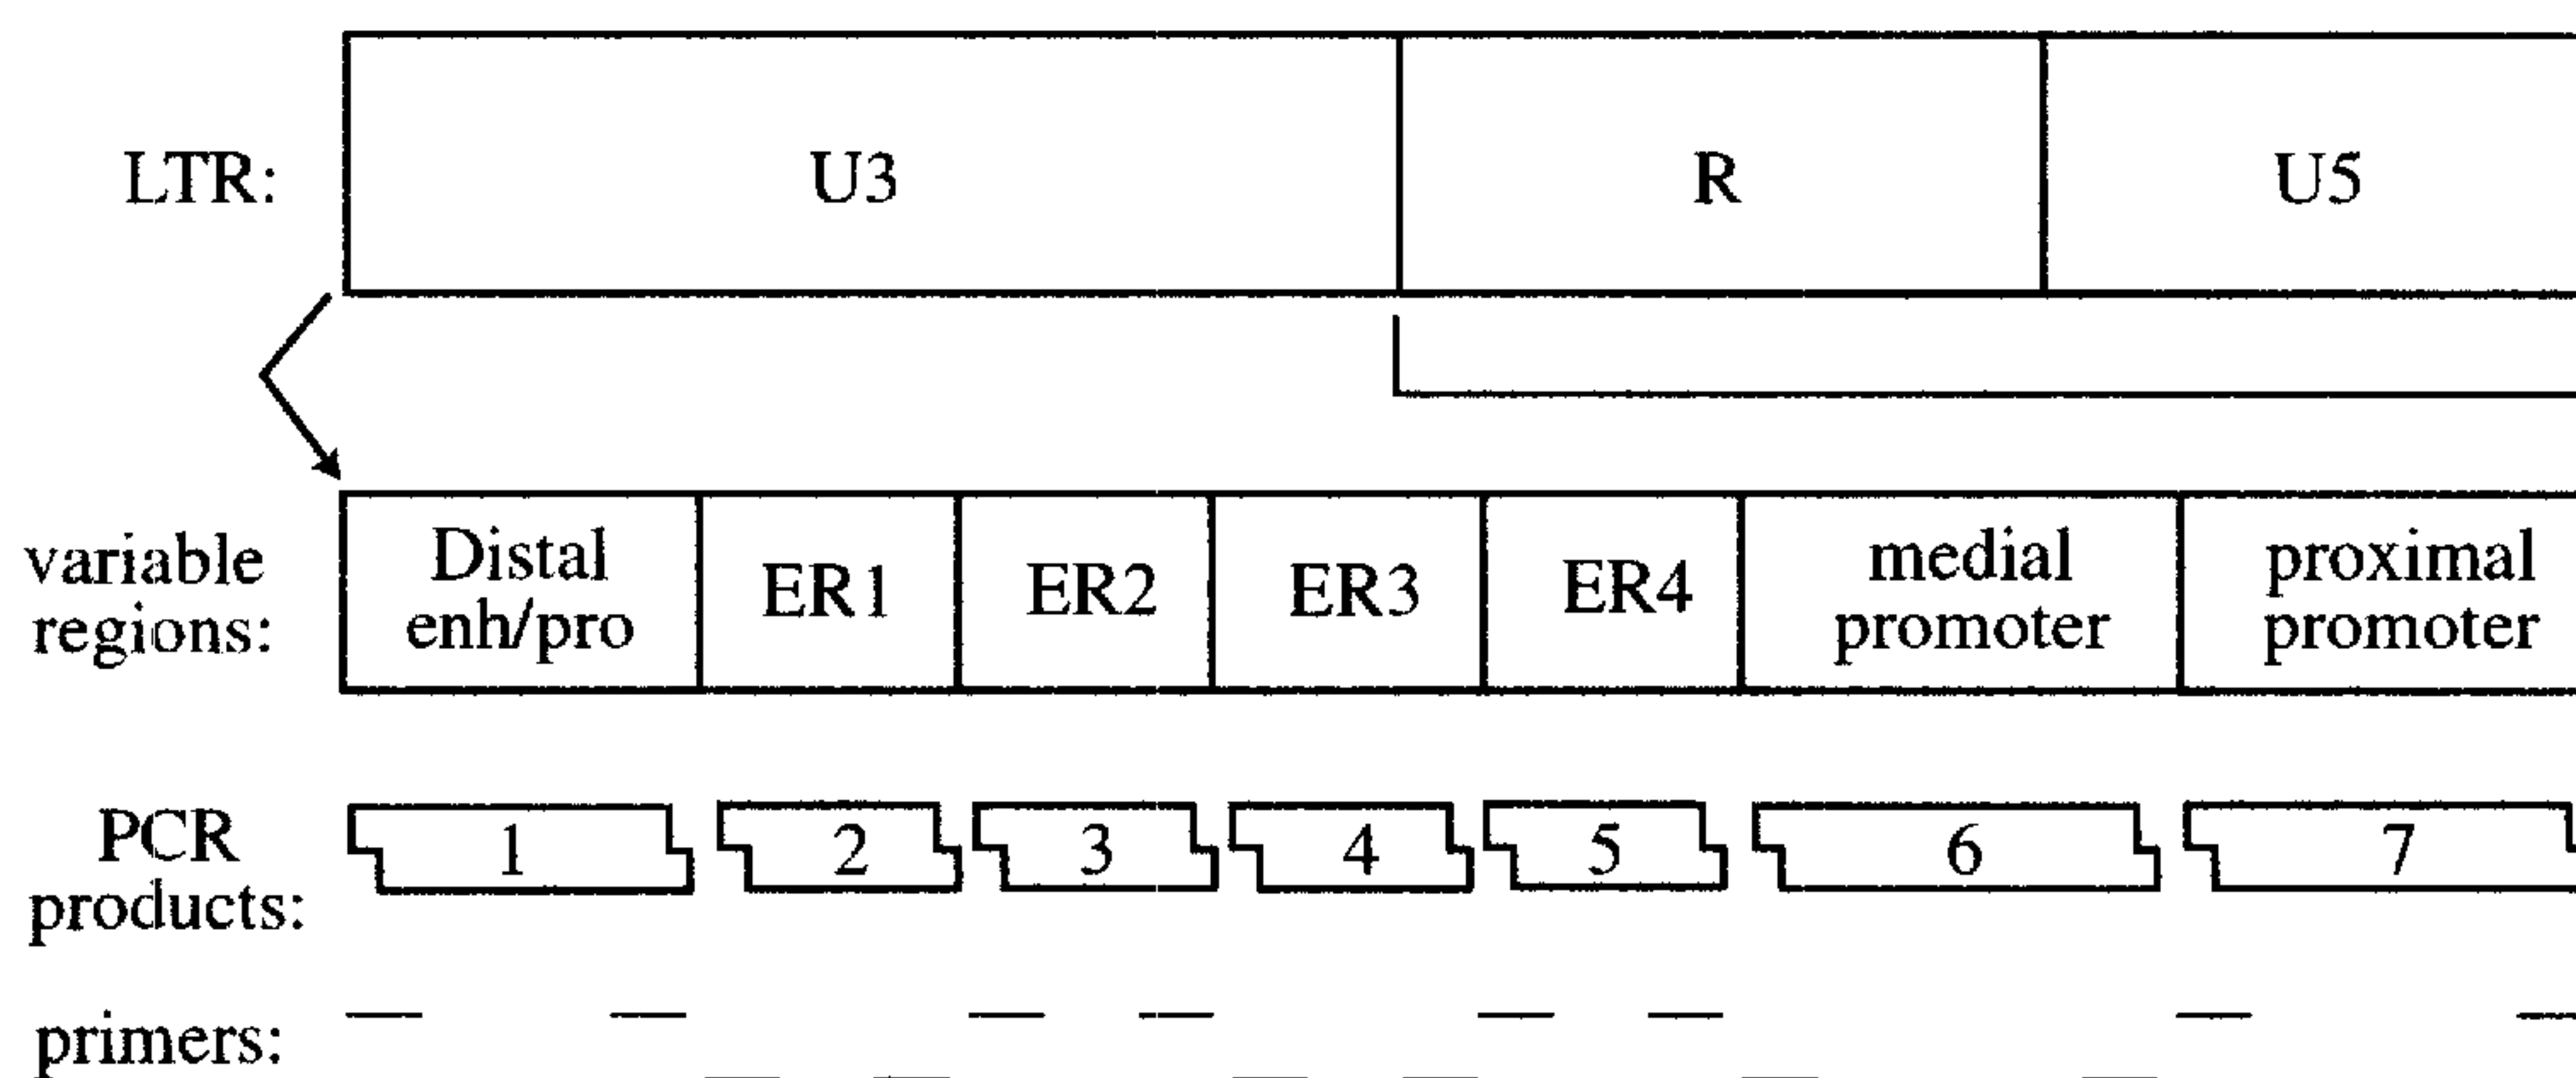 LTR: U3 R U5
variable regions:
Distal enh/pro
ER1 ER2 ER3 ER4
medial promoter
proximal promoter
PCR products:
1 2 3 4 5 6 7
primers: